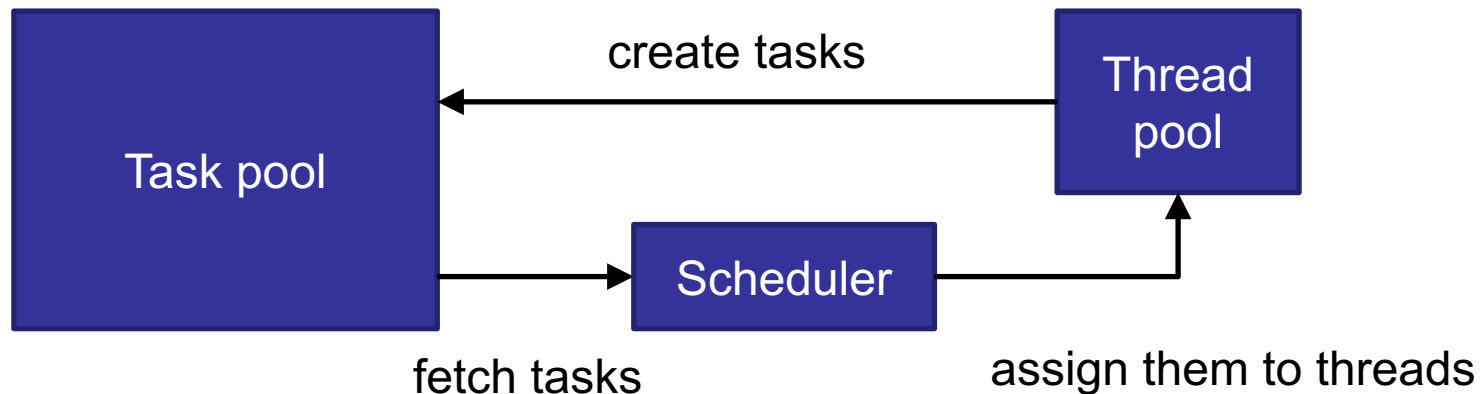 create tasks
Thread
pool
Task pool
Scheduler
fetch tasks
assign them to threads